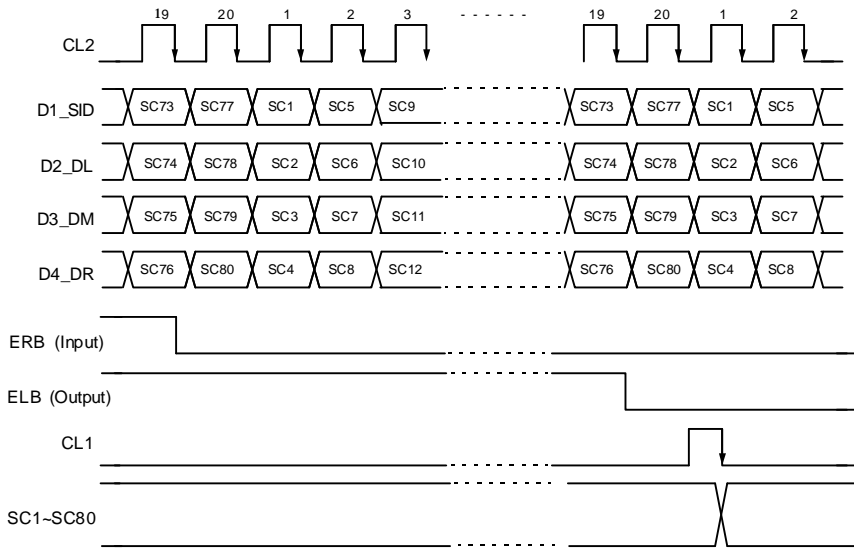 19 20 1 2 3 19 20 1 2
CL2
D1_SID SC73 SC77 SC1 SC5 SC9 SC73 SC77 SC1 SC5
D2_DL SC74 SC78 SC2 SC6 SC10 SC74 SC78 SC2 SC6
D3_DM SC75 SC79 SC3 SC7 SC11 SC75 SC79 SC3 SC7
D4_DR SC76 SC80 SC4 SC8 SC12 SC76 SC80 SC4 SC8
ERB (Input)
ELB (Output)
CL1
SC1~SC80